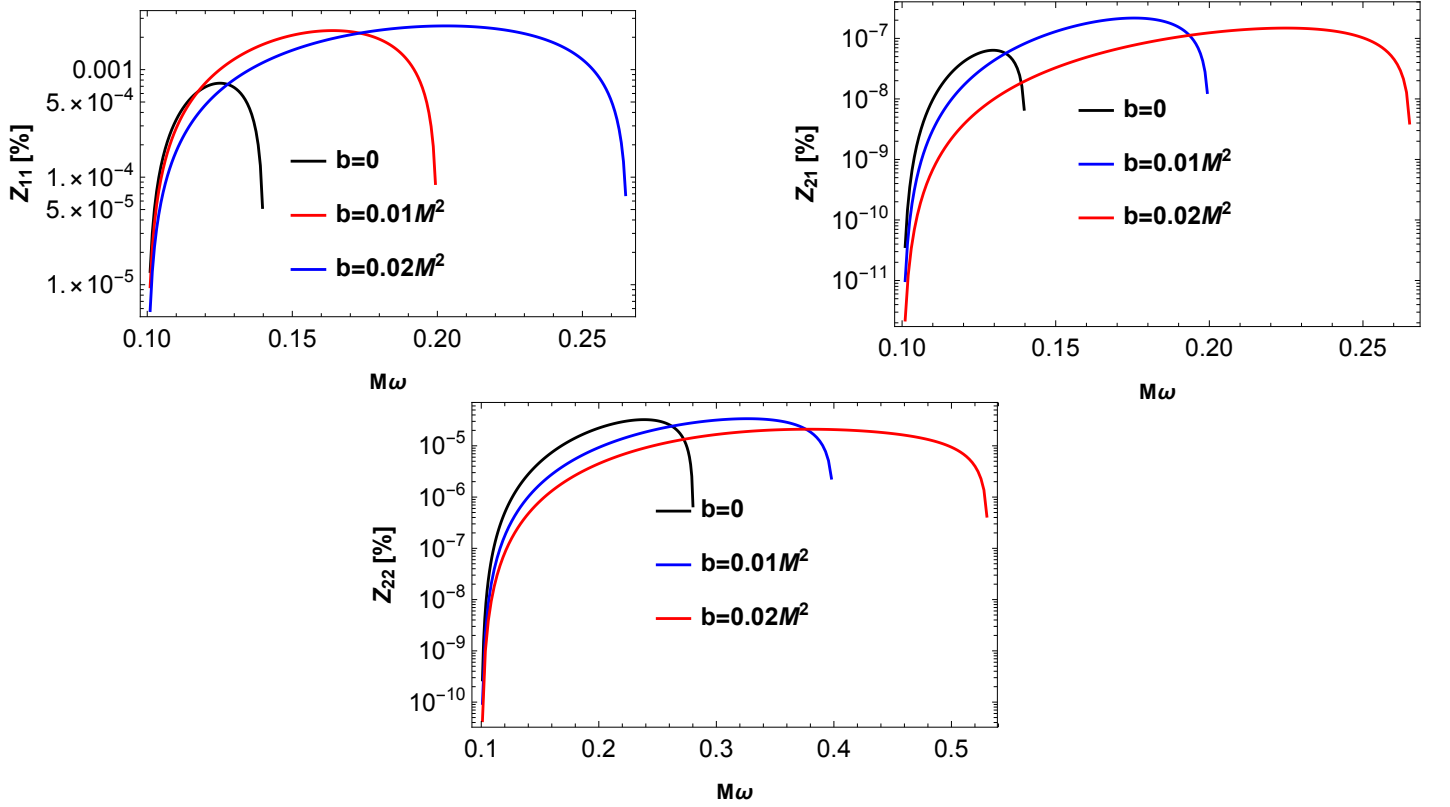 Z₁₁ [%]
0.001
5.×10⁻⁴
1.×10⁻⁴
5.×10⁻⁵
1.×10⁻⁵
b=0
b=0.01M²
b=0.02M²
0.10 0.15 0.20 0.25
Mω
Z₂₁ [%]
10⁻⁷
10⁻⁸
10⁻⁹
10⁻¹⁰
10⁻¹¹
b=0
b=0.01M²
b=0.02M²
0.10 0.15 0.20 0.25
Mω
Z₂₂ [%]
10⁻⁵
10⁻⁶
10⁻⁷
10⁻⁸
10⁻⁹
10⁻¹⁰
b=0
b=0.01M²
b=0.02M²
0.1 0.2 0.3 0.4 0.5
Mω